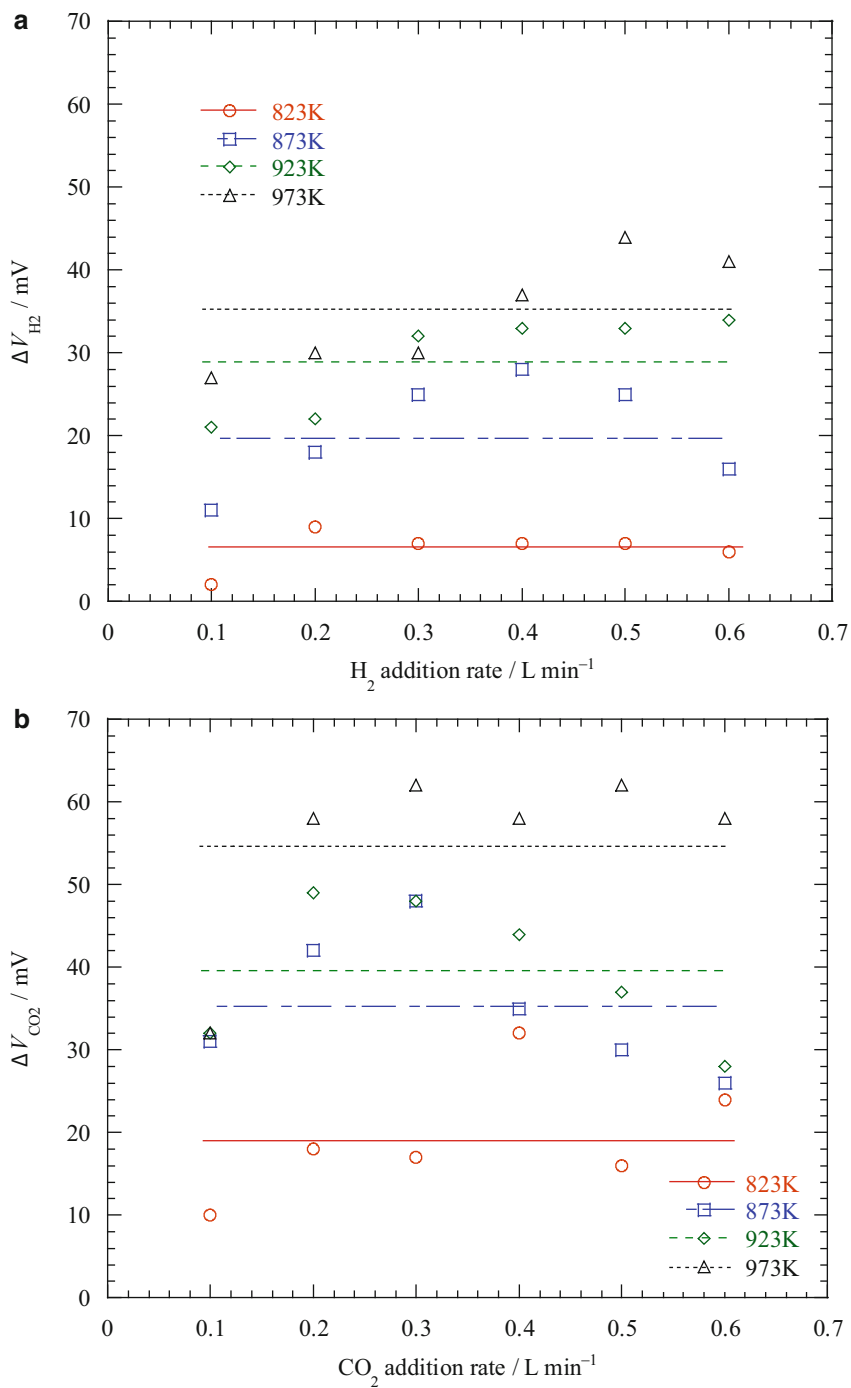 a
70
60
50
40
30
20
10
0
823K
873K
923K
973K
ΔV_H2 / mV
0 0.1 0.2 0.3 0.4 0.5 0.6 0.7
H₂ addition rate / L min⁻¹
b
70
60
50
40
30
20
10
0
ΔV_CO2 / mV
823K
873K
923K
973K
0 0.1 0.2 0.3 0.4 0.5 0.6 0.7
CO₂ addition rate / L min⁻¹